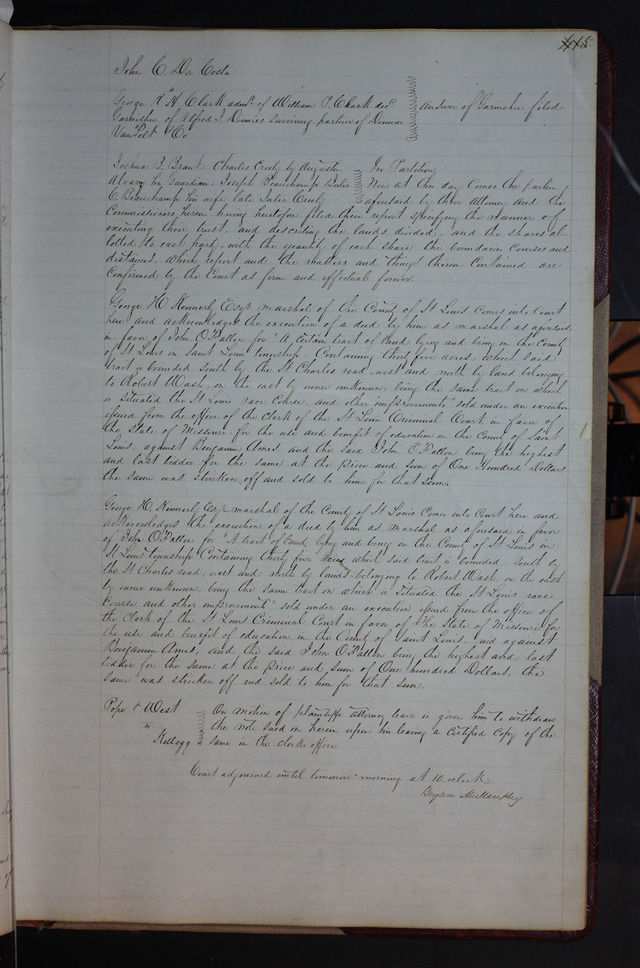 415
John C. Da Costa
George R. H. Clark admr. of William P. Clark decd
Garnishee of Alfred J. Dennies surviving partner of Dennies
Van Pelt & Co
Answer of Garnishee filed
Joshua B. Brant Charles Creely by Augustin
Alvary his guardian. Joseph Beauchamp &
C. Beauchamp his wife late Julie Creely
In Partition
Now at this day comes the parties
aforesaid by their attorney and the
Commissioners herein having heretofore filed their report specifying the manner of
executing their trust. and describing the lands divided, and the shares al
lotted to each party, with the quantity of each share the boundaries courses and
distances, which report and the matters and things therein contained are
confirmed by the Court as firm and effectual forever.
George H. Kennerly Esqr. marshal of the County of St Louis comes into Court
here and acknowledges the execution of a deed by him as marshal as aforesaid
in favor of John O'Fallon for "A certain tract of land lying and being in the county
of St Louis in Saint Louis township Containing thirty five acres, which said
tract is bounded South by the St Charles road, west and north by land belonging
to Robert Wash, on the east by owner unknown, being the same tract on which
is situated the St Louis race course, and other improvements" sold under an execution
issued from the office of the clerk of the St Louis Criminal Court in favor of
the State of Missouri for the use and benefit of education in the County of Saint
Louis, against Benjamin Ames. and the said John O'Fallon being the highest
and last bidder for the same at the price and sum of One Hundred Dollars
the same was stricken off and sold to him for that sum.
George H. Kennerly Esqr marshal of the County of St Louis comes into Court here and
acknowledges the execution of a deed by him as marshal as aforesaid in favor
of John O'Fallon for "A tract of land lying and being in the County of St Louis in
St Louis township Containing thirty five acres which said tract is bounded South by
the St Charles road, west and north by lands belonging to Robert Wash, on the east
by owner unknown being the same tract on which is situated the St Louis race
course and other improvements" sold under an execution issued from the office of
the Clerk of the St Louis Criminal Court in favor of The State of Missouri for
the use and benefit of education in the County of Saint Louis. and against
Benjamin Ames, and the said John O'Fallon being the highest and last
bidder for the same at the price and sum of One hundred Dollars, the
same was stricken off and sold to him for that sum.
Pope & West
"
Kellogg
On motion of plaintiffs attorney leave is given him to withdraw
the note sued on herein upon his leaving a certified copy of the
same in the clerks office
Court adjourned until tomorrow morning at 10 oclock
Bryan Mullanphy